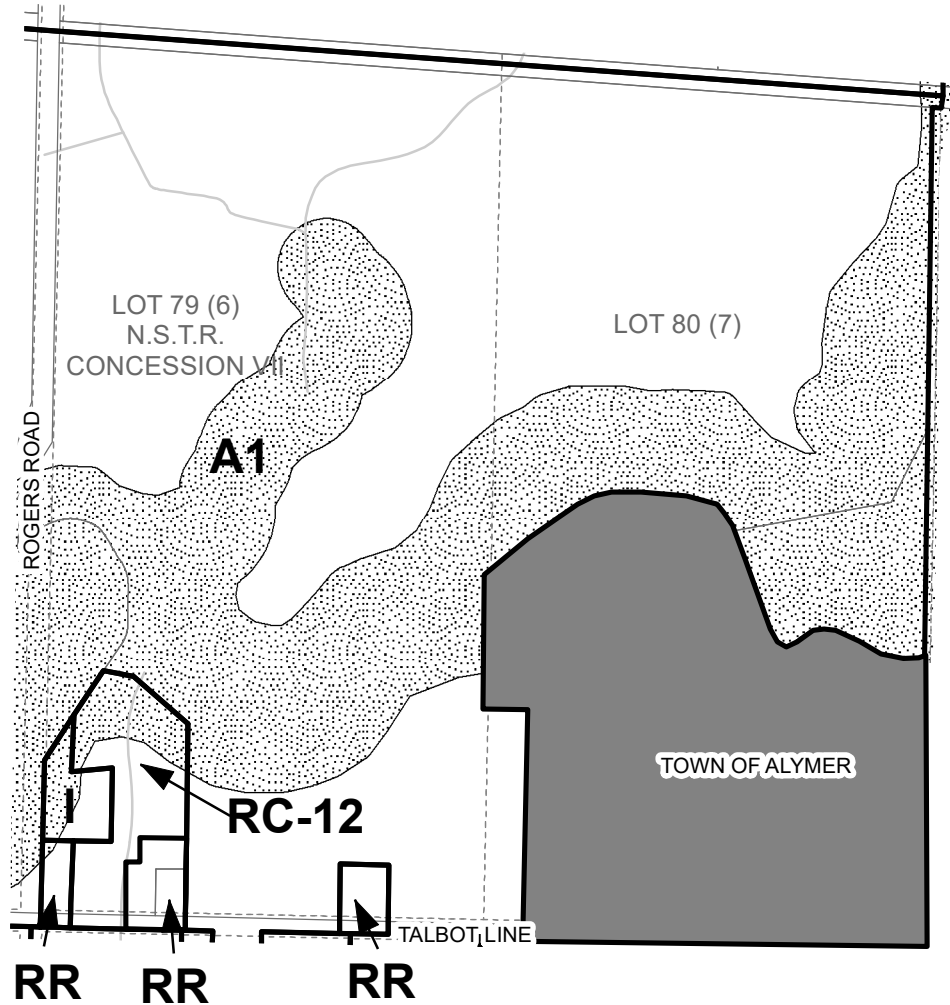 LOT 79 (6)
N.S.T.R.
CONCESSION VII
LOT 80 (7)
ROGERS ROAD
A1
TOWN OF ALYMER
I
RC-12
TALBOT LINE
RR
RR
RR